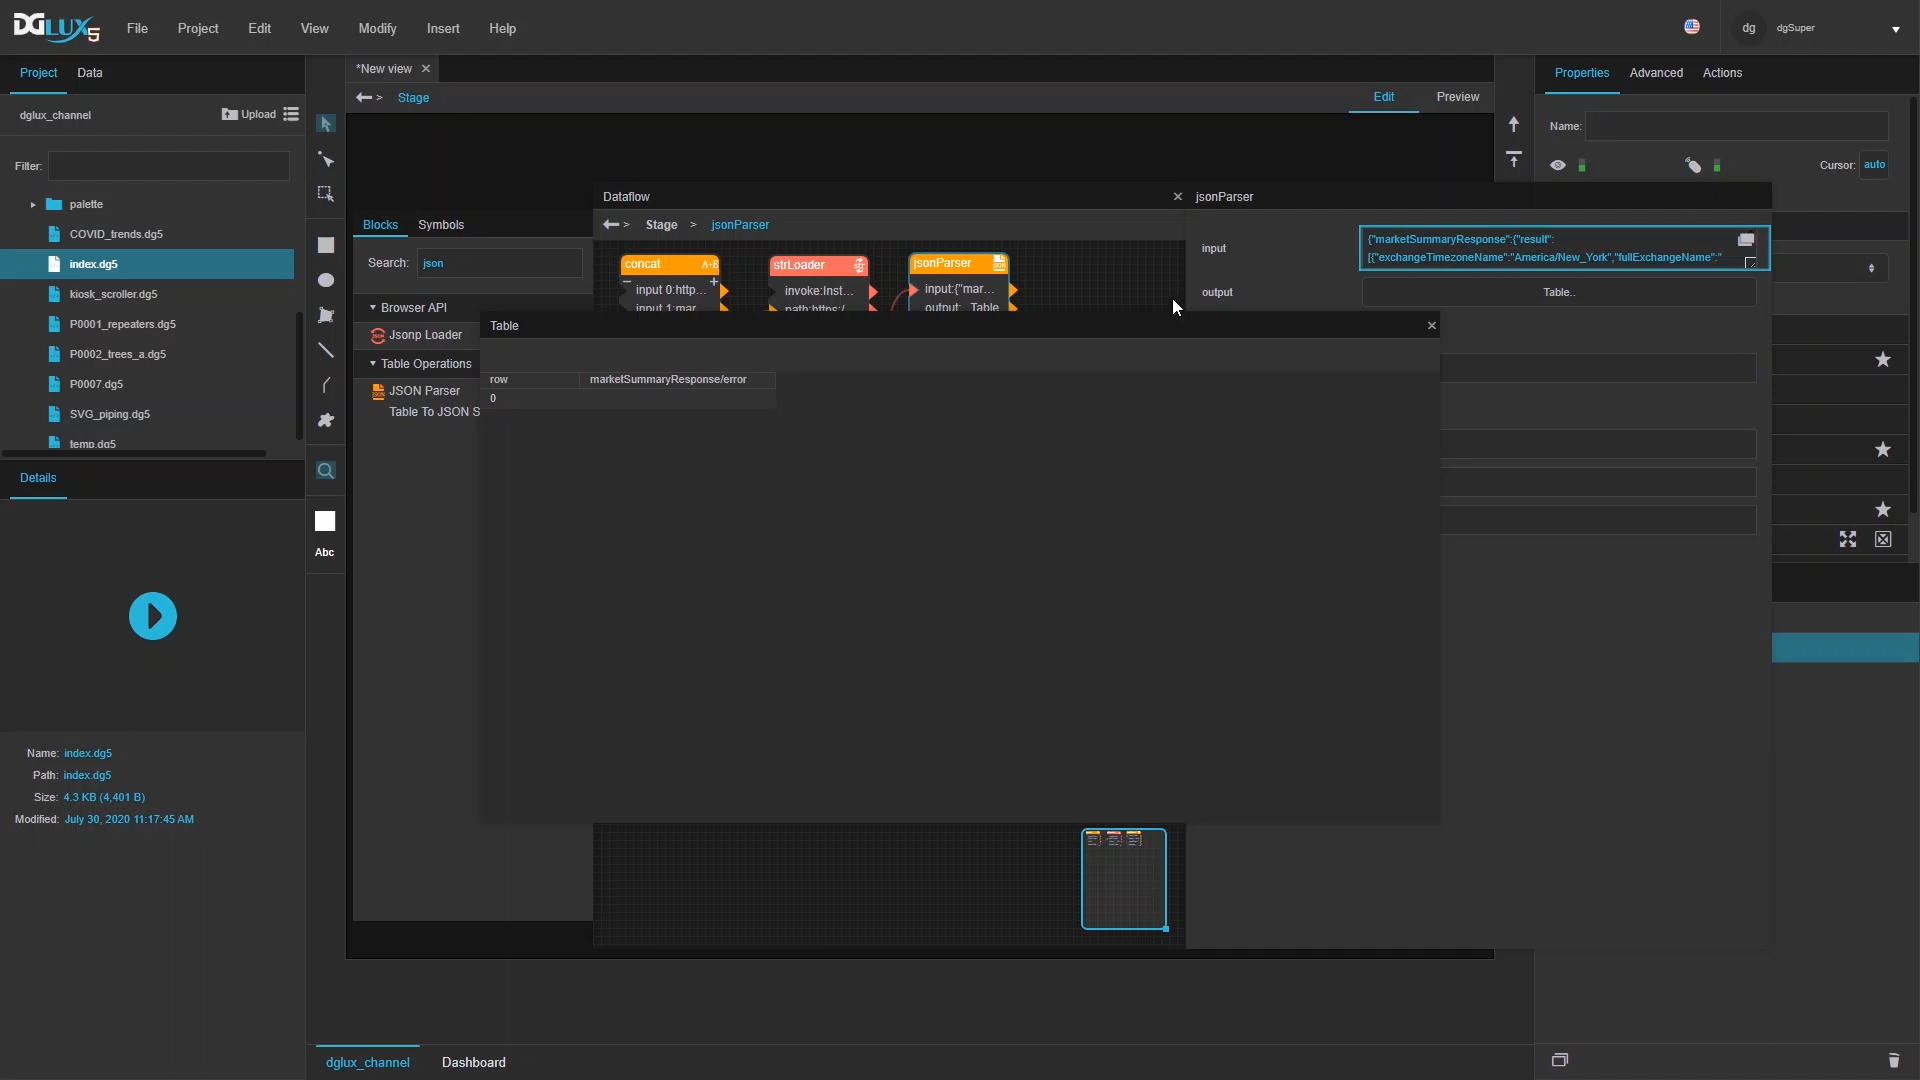 DGLUX5
File
Project
Edit
View
Modify
Insert
Help
dg
dgSuper
Project
Data
dglux_channel
Upload
Filter:
palette
COVID_trends.dg5
index.dg5
kiosk_scroller.dg5
P0001_repeaters.dg5
P0002_trees_a.dg5
P0007.dg5
SVG_piping.dg5
temp.dg5
Details
Name: index.dg5
Path: index.dg5
Size: 4.3 KB (4,401 B)
Modified: July 30, 2020 11:17:45 AM
Abc
*New view
Stage
Edit
Preview
Blocks
Symbols
Search: json
Browser API
Jsonp Loader
Table Operations
JSON Parser
Table To JSON S
Dataflow
Stage > jsonParser
concat
A+B
input 0:http...
input 1:mar
strLoader
invoke:Inst...
path:https:/
jsonParser
input:{"mar...
output: Table
Table
row
marketSummaryResponse/error
0
jsonParser
input
{"marketSummaryResponse":{"result":
[{"exchangeTimezoneName":"America/New_York","fullExchangeName":"
output
Table..
Properties
Advanced
Actions
Name:
Cursor: auto
dglux_channel
Dashboard